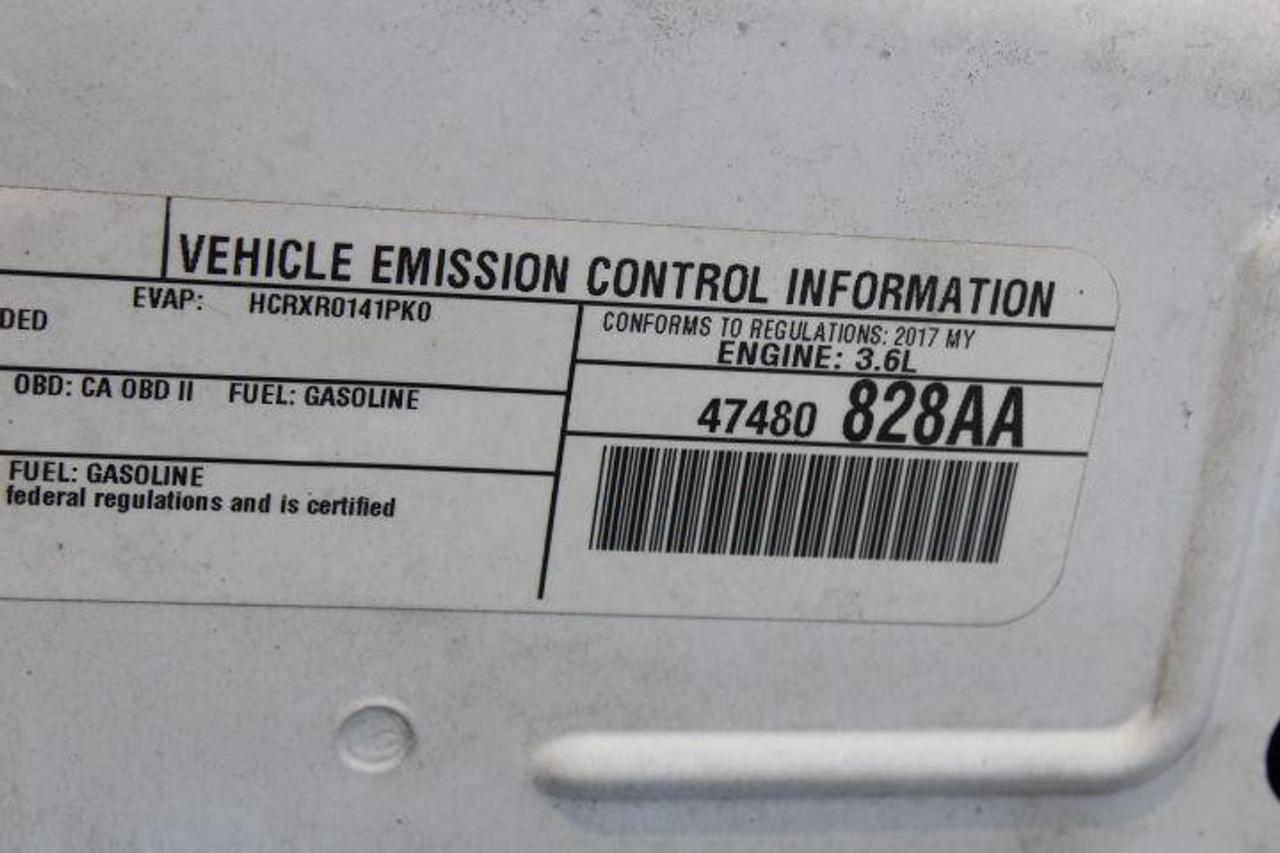 VEHICLE EMISSION CONTROL INFORMATION
DED
EVAP: HCRXR0141PK0
OBD: CA OBD II FUEL: GASOLINE
FUEL: GASOLINE
federal regulations and is certified
CONFORMS TO REGULATIONS: 2017 MY
ENGINE: 3.6L
47480 828AA